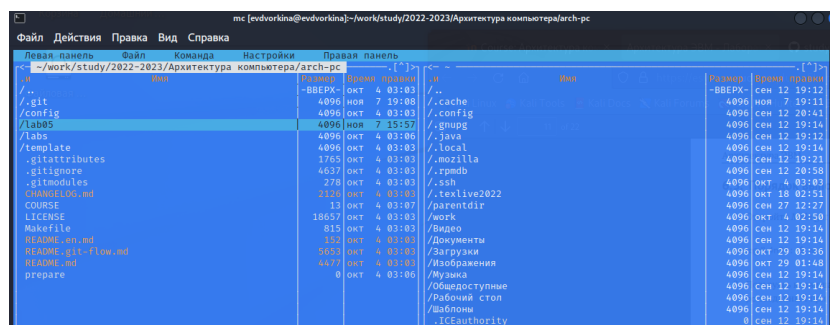 mc [evdvorkina@evdvorkina]:~/work/study/2022-2023/Архитектура компьютера/arch-pc
Файл Действия Правка Вид Справка
Левая панель Файл Команда Настройки Правая панель
<- ~/work/study/2022-2023/Архитектура компьютера/arch-pc .[^]>
.и Имя Размер Время правки
/.. -ВВЕРХ- окт 4 03:03
/.git 4096 ноя 7 19:08
/config 4096 окт 4 03:03
/lab05 4096 ноя 7 15:57
/labs 4096 окт 4 03:06
/template 4096 окт 4 03:03
.gitattributes 1765 окт 4 03:03
.gitignore 4637 окт 4 03:03
.gitmodules 278 окт 4 03:03
CHANGELOG.md 2126 окт 4 03:03
COURSE 13 окт 4 03:07
LICENSE 18657 окт 4 03:03
Makefile 815 окт 4 03:03
README.en.md 152 окт 4 03:03
README.git-flow.md 5653 окт 4 03:03
README.md 4477 окт 4 03:03
prepare 0 окт 4 03:06
<- ~ .[^]>
.и Имя Размер Время правки
/.. -ВВЕРХ- сен 12 19:12
/.cache 4096 ноя 7 19:11
/.config 4096 сен 12 20:41
/.gnupg 4096 сен 12 19:14
/.java 4096 сен 12 19:12
/.local 4096 сен 12 19:14
/.mozilla 4096 сен 12 19:21
/.rpmdb 4096 сен 12 20:58
/.ssh 4096 окт 4 03:03
/.texlive2022 4096 окт 18 02:51
/parentdir 4096 сен 27 12:27
/work 4096 окт 4 02:50
/Видео 4096 сен 12 19:14
/Документы 4096 сен 12 19:14
/Загрузки 4096 окт 29 03:36
/Изображения 4096 окт 29 01:48
/Музыка 4096 сен 12 19:14
/Общедоступные 4096 сен 12 19:14
/Рабочий стол 4096 сен 12 19:14
/Шаблоны 4096 сен 12 19:14
.ICEauthority 0 сен 12 19:14